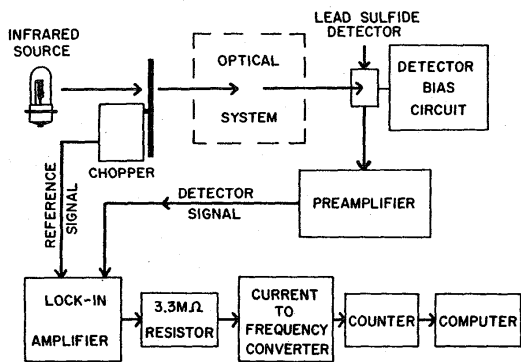 LEAD SULFIDE
DETECTOR
INFRARED
SOURCE
OPTICAL
SYSTEM
DETECTOR
BIAS
CIRCUIT
CHOPPER
REFERENCE
SIGNAL
DETECTOR
SIGNAL
PREAMPLIFIER
LOCK-IN
AMPLIFIER
3.3MΩ
RESISTOR
CURRENT
TO
FREQUENCY
CONVERTER
COUNTER
COMPUTER